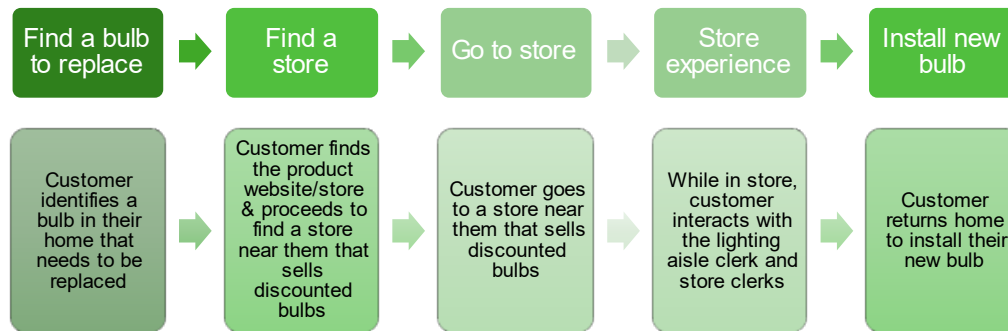 Find a bulb
to replace
Find a
store
Go to store
Store
experience
Install new
bulb
Customer
identifies a
bulb in their
home that
needs to be
replaced
Customer finds
the product
website/store
& proceeds to
find a store
near them that
sells
discounted
bulbs
Customer goes
to a store near
them that sells
discounted
bulbs
While in store,
customer
interacts with
the lighting
aisle clerk and
store clerks
Customer
returns home
to install their
new bulb